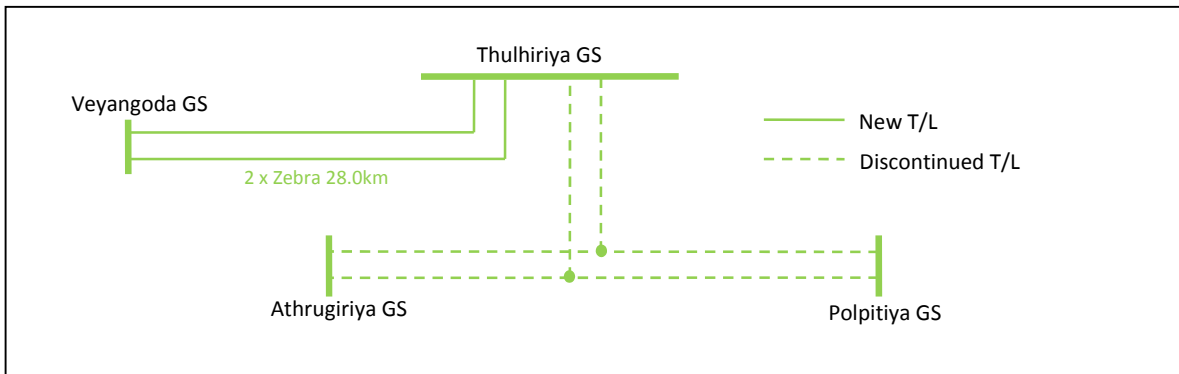 Thulhiriya GS
Veyangoda GS
New T/L
Discontinued T/L
2 x Zebra 28.0km
Athrugiriya GS
Polpitiya GS